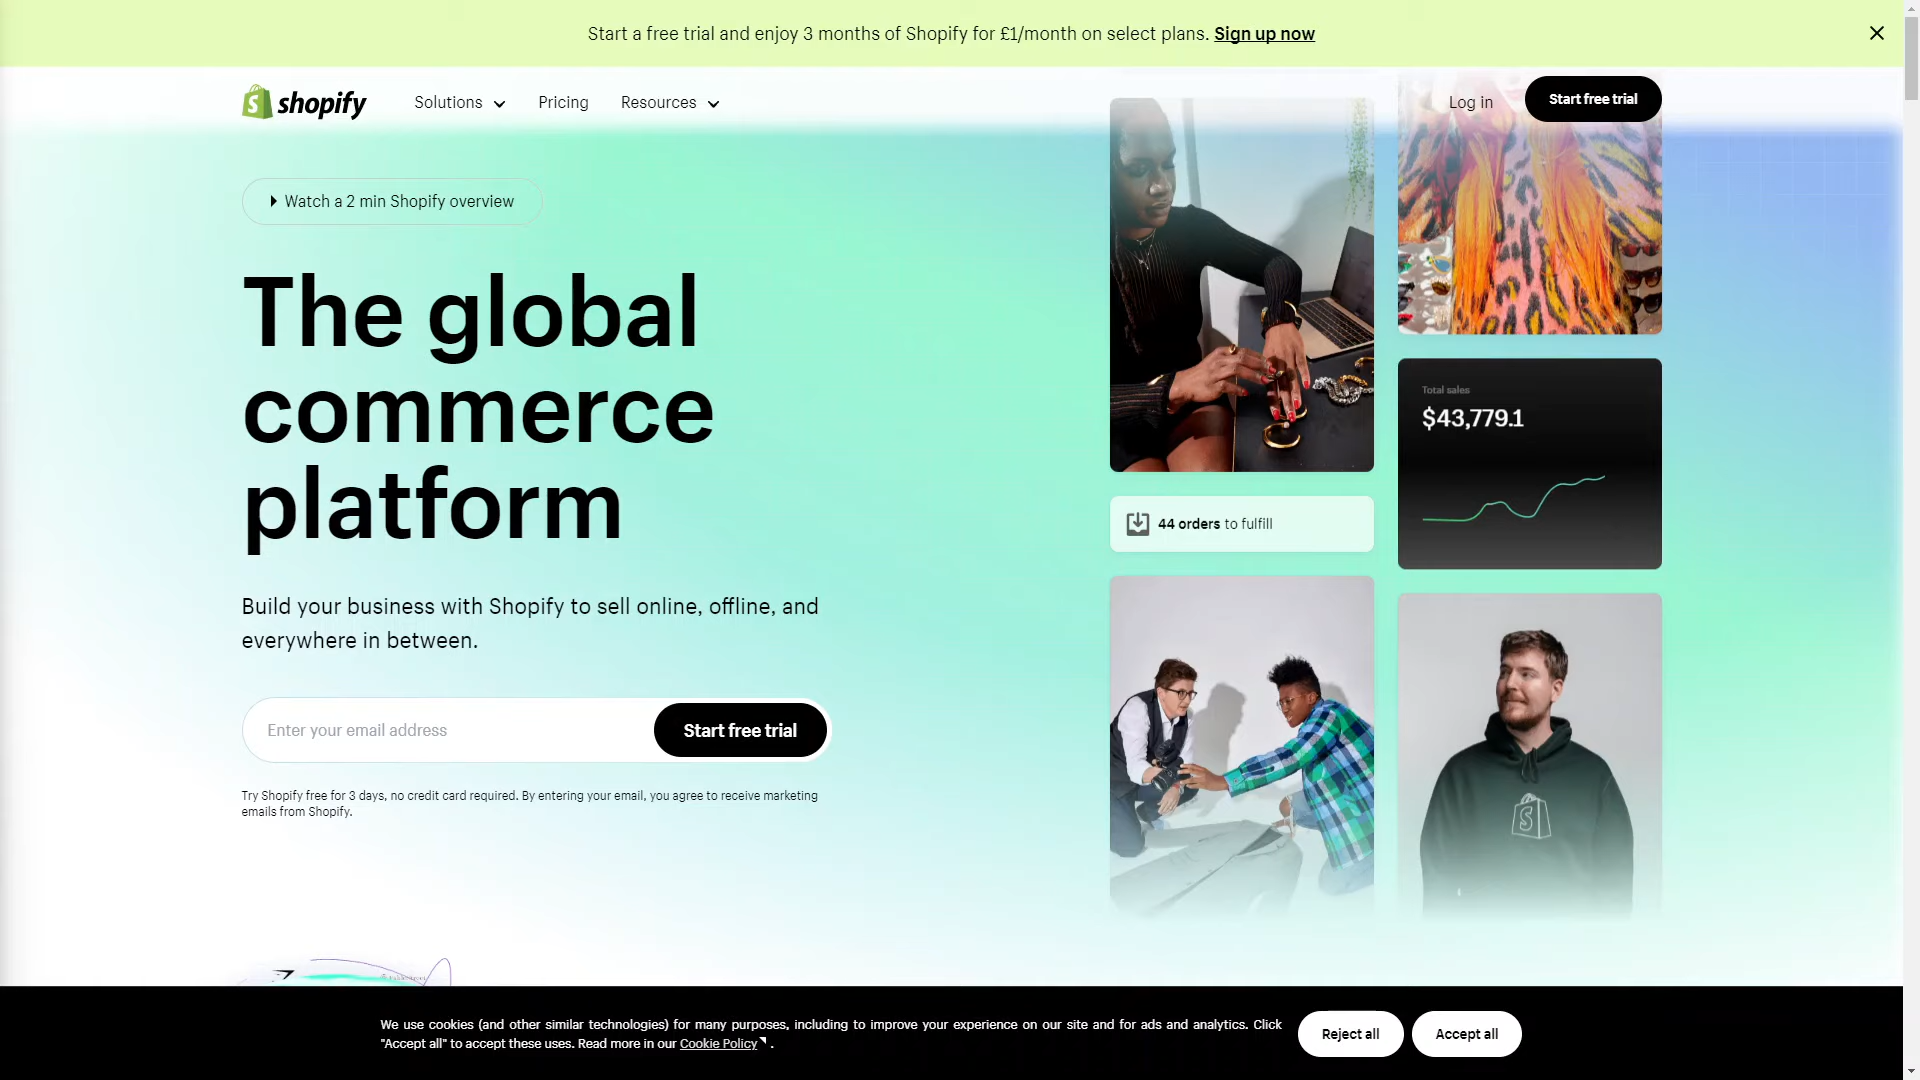 Start a free trial and enjoy 3 months of Shopify for £1/month on select plans. Sign up now
shopify
Solutions
Pricing
Resources
Log in
Start free trial
Watch a 2 min Shopify overview
The global
commerce
platform
Build your business with Shopify to sell online, offline, and
everywhere in between.
Enter your email address
Start free trial
Try Shopify free for 3 days, no credit card required. By entering your email, you agree to receive marketing
emails from Shopify.
44 orders to fulfill
Total sales
$43,779.1
We use cookies (and other similar technologies) for many purposes, including to improve your experience on our site and for ads and analytics. Click
"Accept all" to accept these uses. Read more in our Cookie Policy .
Reject all
Accept all